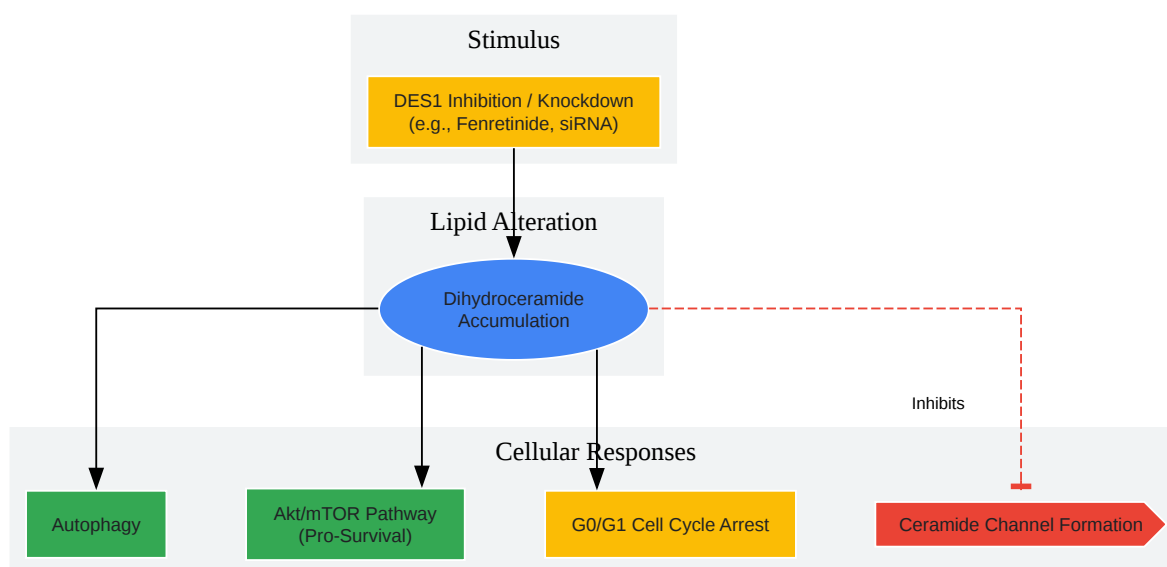 Stimulus
DES1 Inhibition / Knockdown
(e.g., Fenretinide, siRNA)
Lipid Alteration
Dihydroceramide
Accumulation
Inhibits
Cellular Responses
Autophagy
Akt/mTOR Pathway
(Pro-Survival)
G0/G1 Cell Cycle Arrest
Ceramide Channel Formation